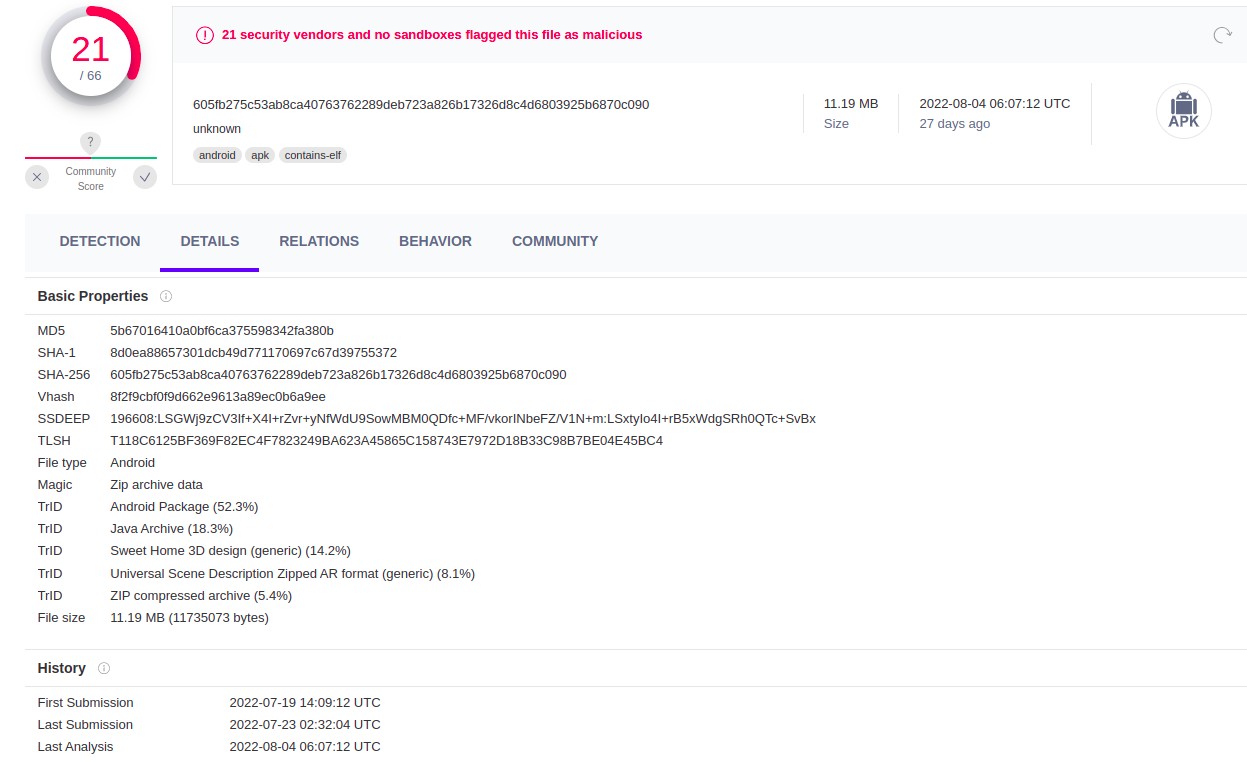 21
/ 66
?
Community
Score
21 security vendors and no sandboxes flagged this file as malicious
605fb275c53ab8ca40763762289deb723a826b17326d8c4d6803925b6870c090
unknown
android apk contains-elf
11.19 MB
Size
2022-08-04 06:07:12 UTC
27 days ago
APK
DETECTION DETAILS RELATIONS BEHAVIOR COMMUNITY
Basic Properties
MD5 5b67016410a0bf6ca375598342fa380b
SHA-1 8d0ea88657301dcb49d771170697c67d39755372
SHA-256 605fb275c53ab8ca40763762289deb723a826b17326d8c4d6803925b6870c090
Vhash 8f2f9cbf0f9d662e9613a89ec0b6a9ee
SSDEEP 196608:LSGWj9zCV3If+X4I+rZvr+yNfWdU9SowMBM0QDfc+MF/vkorINbeFZ/V1N+m:LSxtyIo4I+rB5xWdgSRh0QTc+SvBx
TLSH T118C6125BF369F82EC4F7823249BA623A45865C158743E7972D18B33C98B7BE04E45BC4
File type Android
Magic Zip archive data
TrID Android Package (52.3%)
TrID Java Archive (18.3%)
TrID Sweet Home 3D design (generic) (14.2%)
TrID Universal Scene Description Zipped AR format (generic) (8.1%)
TrID ZIP compressed archive (5.4%)
File size 11.19 MB (11735073 bytes)
History
First Submission 2022-07-19 14:09:12 UTC
Last Submission 2022-07-23 02:32:04 UTC
Last Analysis 2022-08-04 06:07:12 UTC